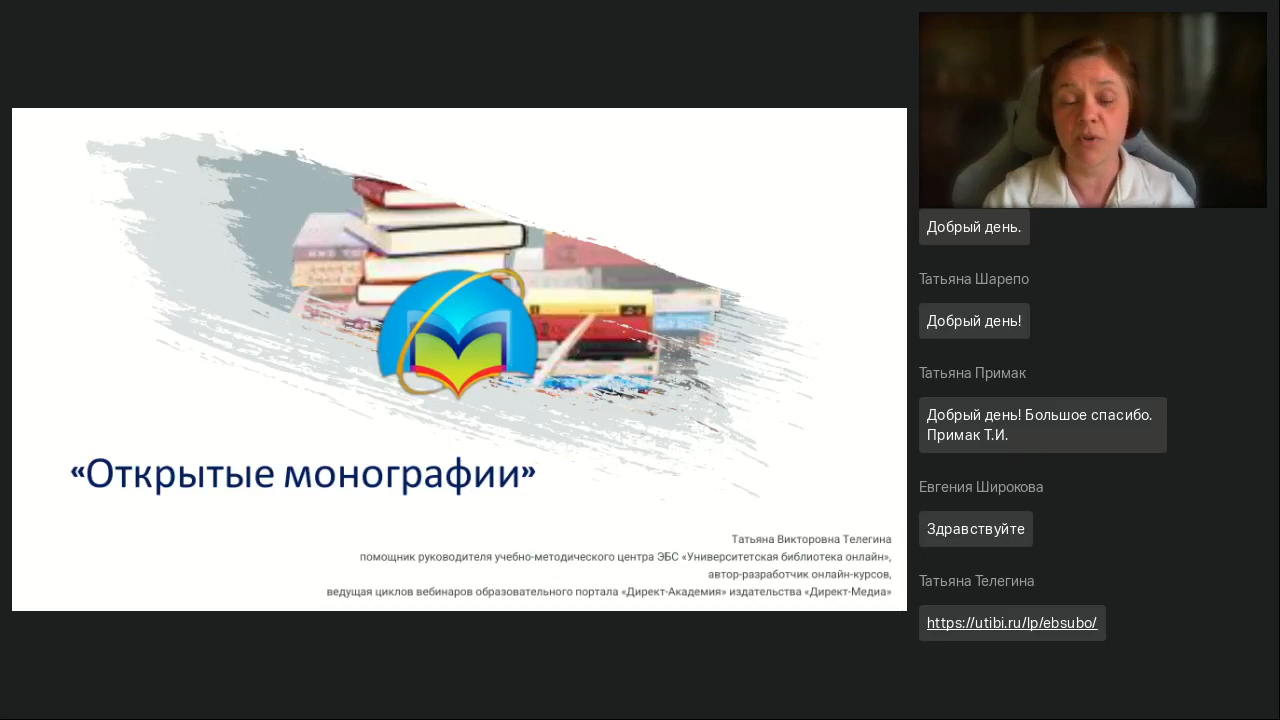 «Открытые монографии»
Татьяна Викторовна Телегина
помощник руководителя учебно-методического центра ЭБС «Университетская библиотека онлайн»,
автор-разработчик онлайн-курсов,
ведущая циклов вебинаров образовательного портала «Директ-Академия» издательства «Директ-Медиа»
Добрый день.
Татьяна Шарепо
Добрый день!
Татьяна Примак
Добрый день! Большое спасибо.
Примак Т.И.
Евгения Широкова
Здравствуйте
Татьяна Телегина
https://utibi.ru/lp/ebsubo/